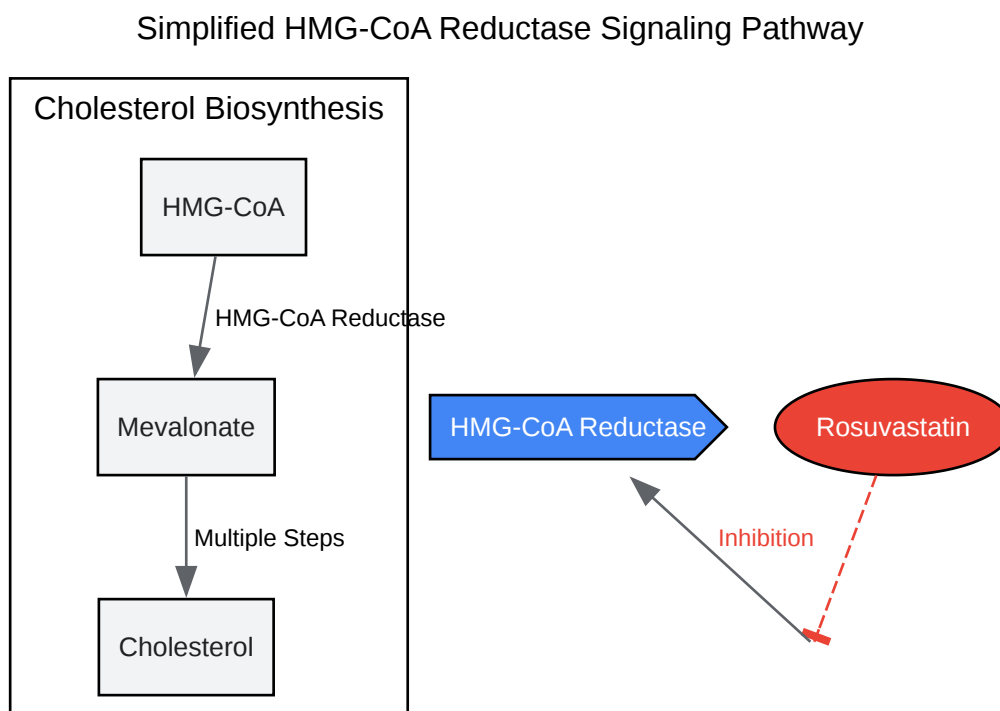 Simplified HMG-CoA Reductase Signaling Pathway
Cholesterol Biosynthesis
HMG-CoA
HMG-CoA Reductase
Mevalonate
HMG-CoA Reductase
Rosuvastatin
Multiple Steps
Inhibition
Cholesterol